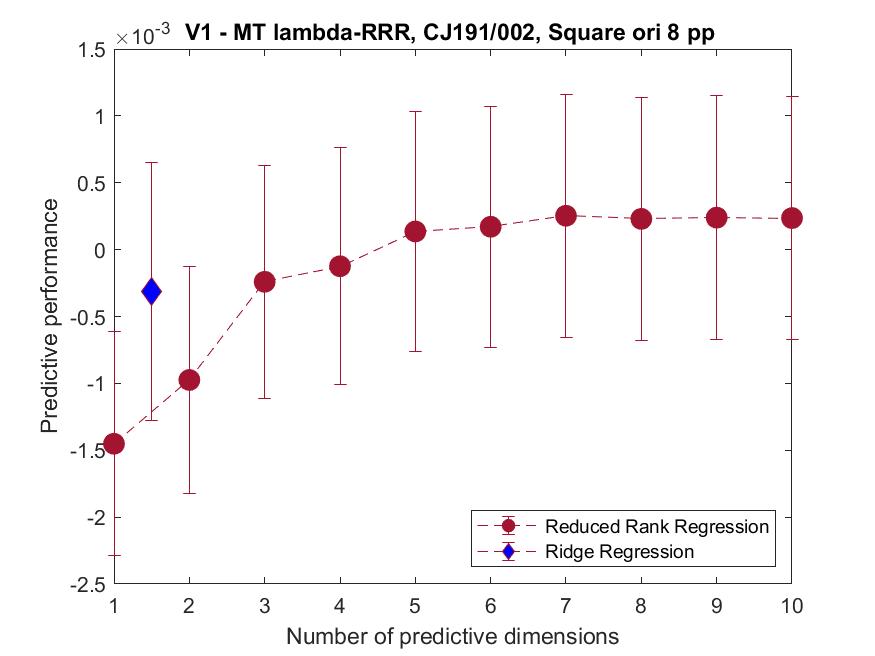 ×10-3
V1 - MT lambda-RRR, CJ191/002, Square ori 8 pp
1.5
1
0.5
0
-0.5
-1
-1.5
-2
-2.5
Predictive performance
1 2 3 4 5 6 7 8 9 10
Number of predictive dimensions
Reduced Rank Regression
Ridge Regression